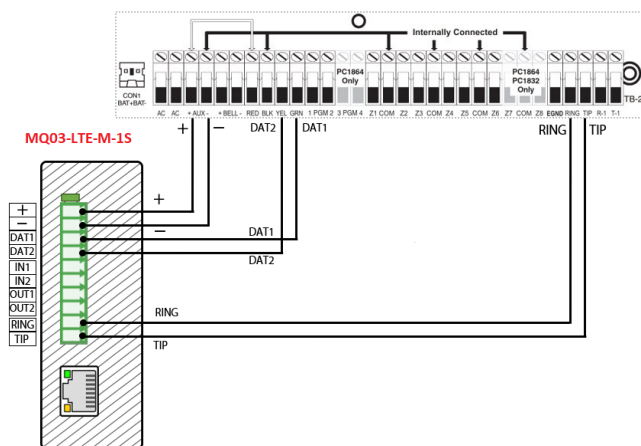 Internally Connected
PC1864
Only
PC1864
PC1832
Only
CON1
BAT+BAT-
TB-2
AC AC + AUX - + BELL - RED BLK YEL GRN 1 PGM 2 3 PGM 4 Z1 COM Z2 Z3 COM Z4 Z5 COM Z6 Z7 COM Z8 EGND RING TIP R-1 T-1
+ − DAT2 DAT1 RING TIP
MQ03-LTE-M-1S
+ +
− −
DAT1 DAT1
DAT2 DAT2
IN1
IN2
OUT1
OUT2 RING
RING
TIP TIP